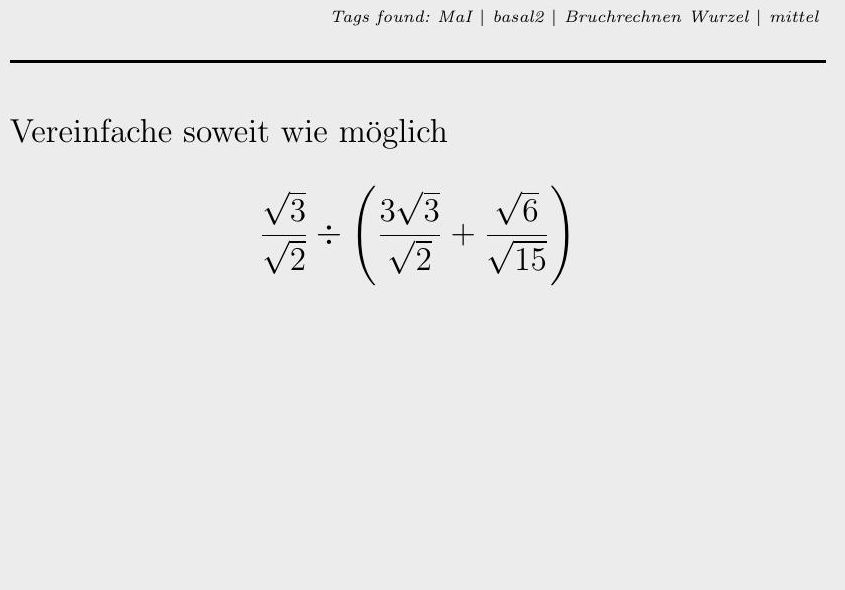 Tags found: MaI | basal2 | Bruchrechnen Wurzel | mittel
Vereinfache soweit wie möglich
\frac{\sqrt{3}}{\sqrt{2}} \div \left( \frac{3\sqrt{3}}{\sqrt{2}} + \frac{\sqrt{6}}{\sqrt{15}} \right)